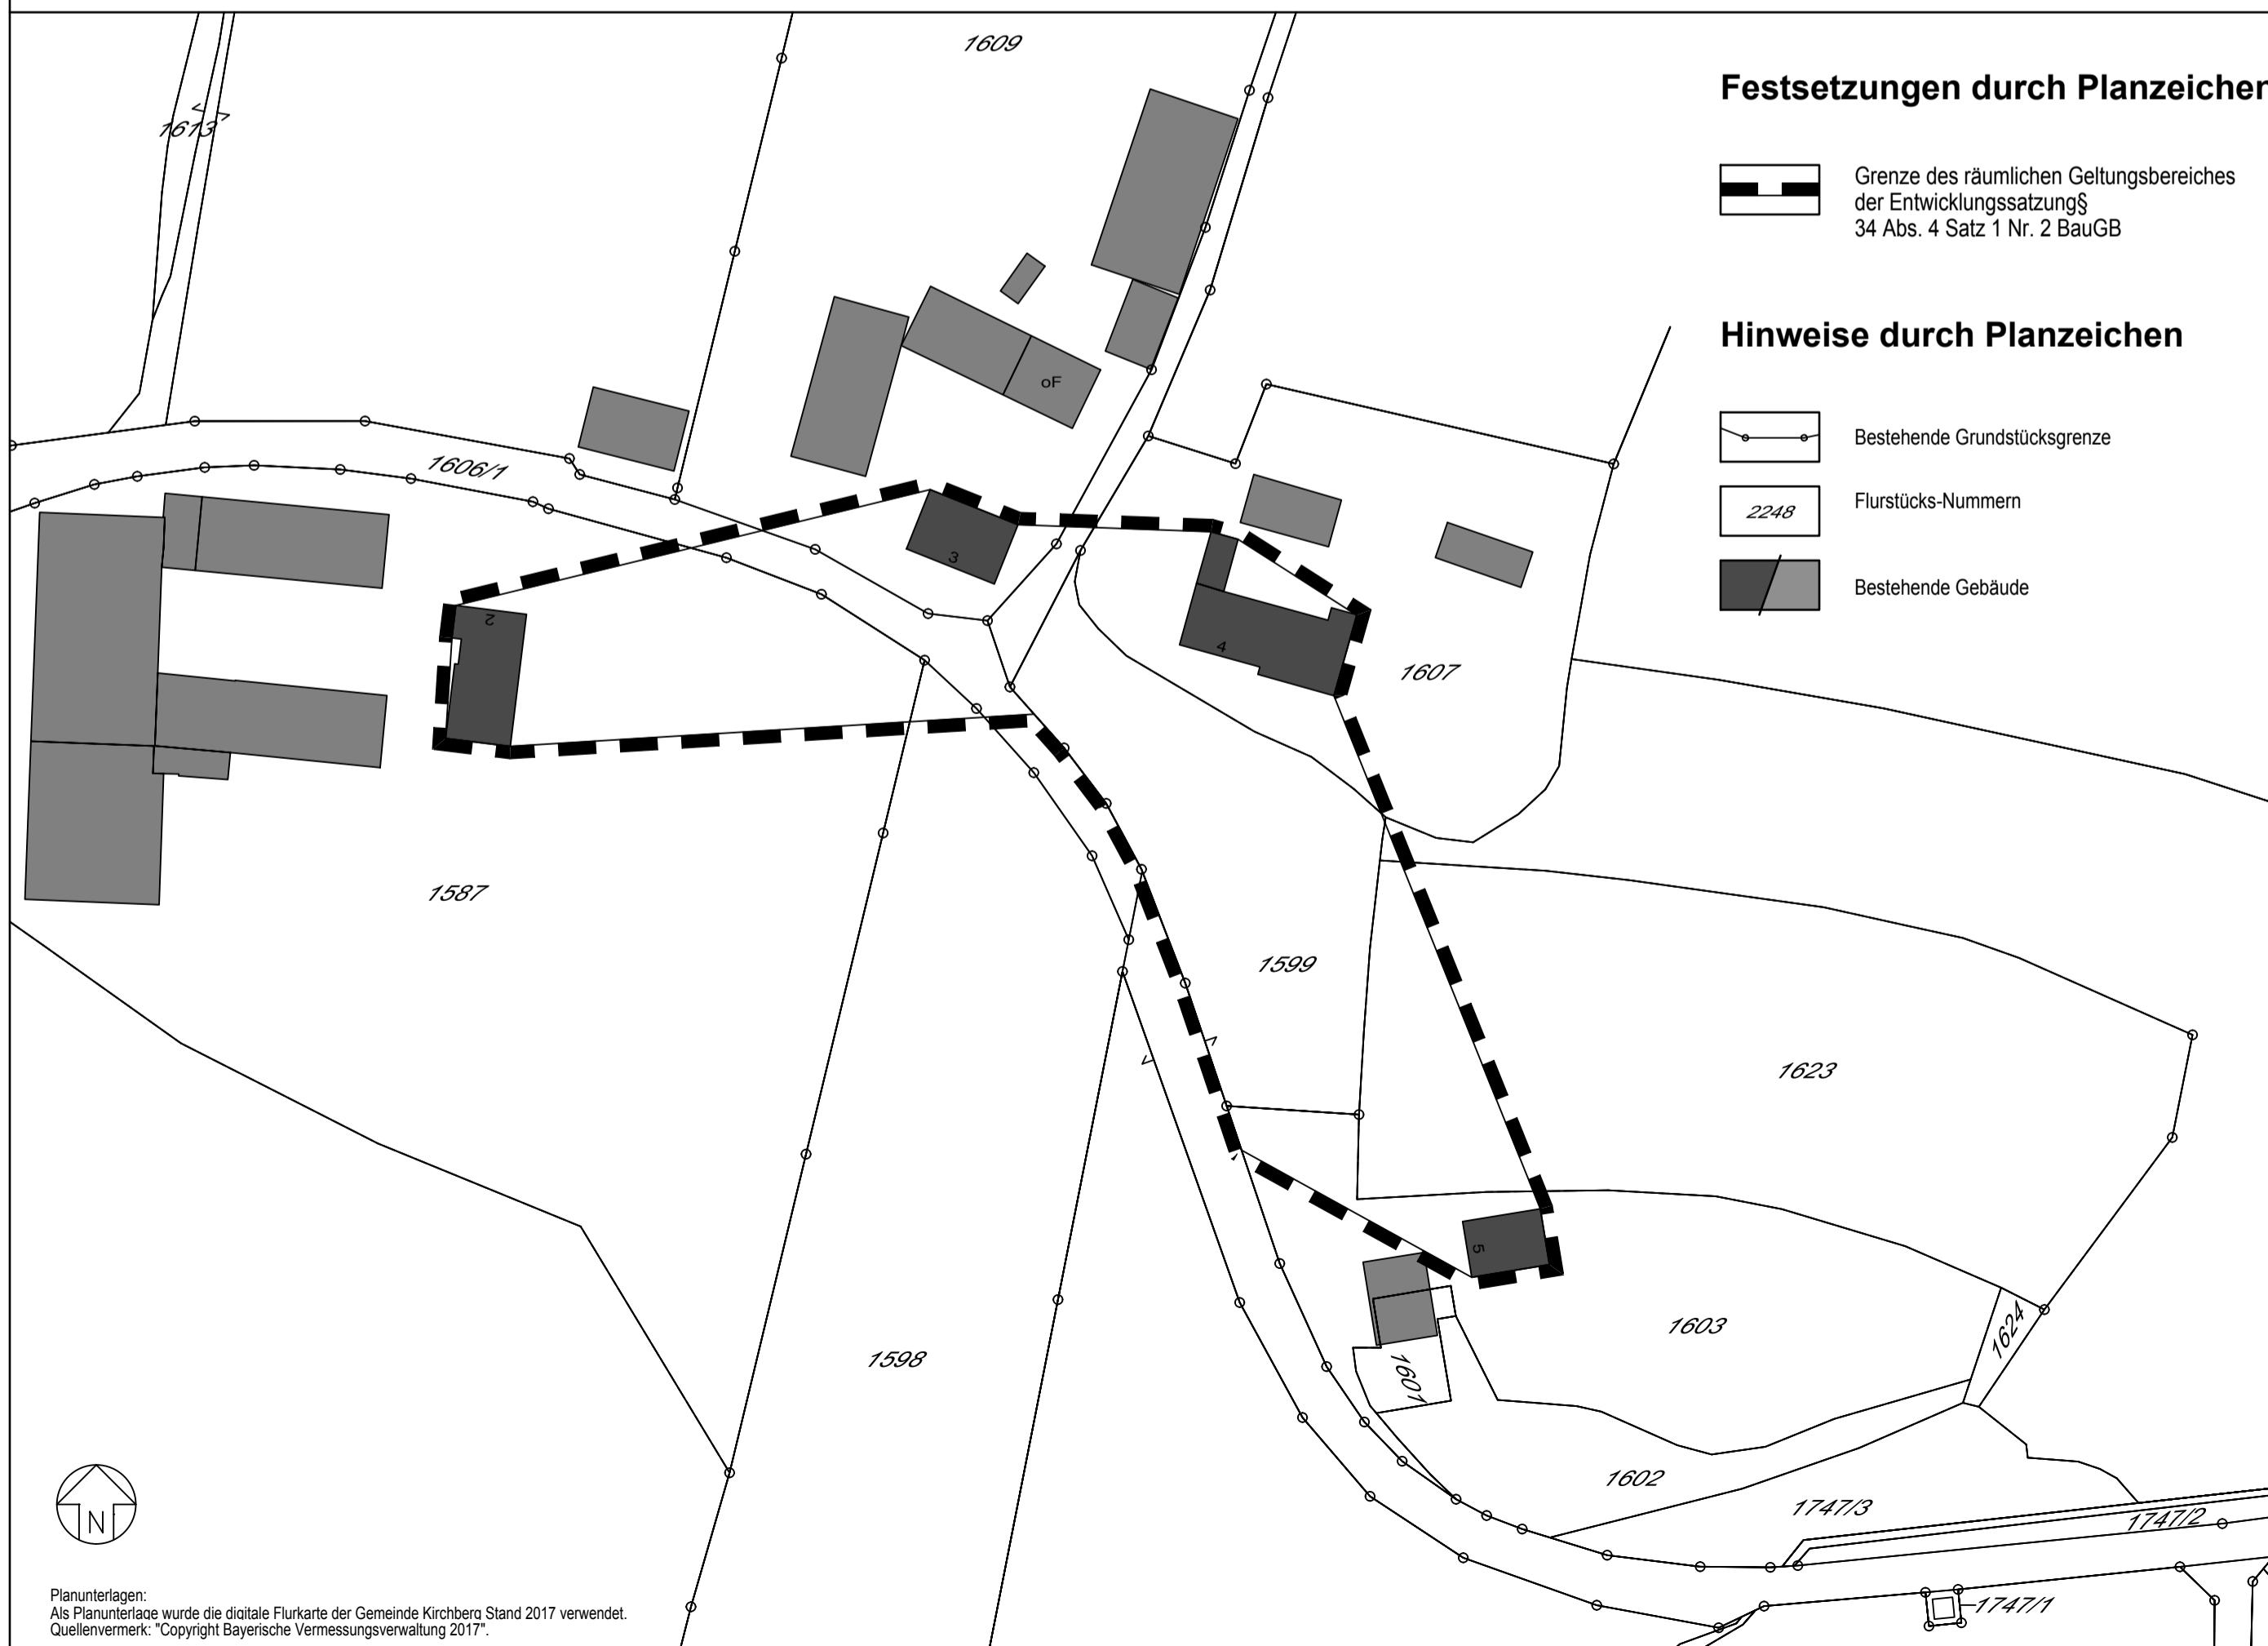 1609
1613
Festsetzungen durch Planzeichen
Grenze des räumlichen Geltungsbereiches
der Entwicklungssatzung§
34 Abs. 4 Satz 1 Nr. 2 BauGB
Hinweise durch Planzeichen
Bestehende Grundstücksgrenze
2248
Flurstücks-Nummern
Bestehende Gebäude
oF
1606/1
3
2
4
1607
1587
1599
1623
5
1603
1624
1598
1601
1602
1747/3
1747/2
1747/1
N
Planunterlagen:
Als Planunterlage wurde die digitale Flurkarte der Gemeinde Kirchberg Stand 2017 verwendet.
Quellenvermerk: "Copyright Bayerische Vermessungsverwaltung 2017".